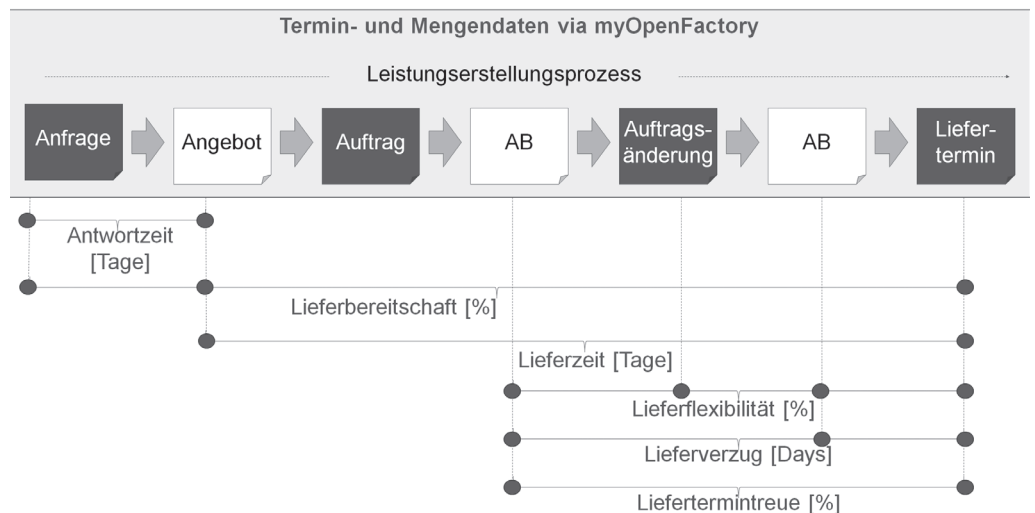 Termin- und Mengendaten via myOpenFactory
Leistungserstellungsprozess
Anfrage
Angebot
Auftrag
AB
Auftrags-
änderung
AB
Liefer-
termin
Antwortzeit
[Tage]
Lieferbereitschaft [%]
Lieferzeit [Tage]
Lieferflexibilität [%]
Lieferverzug [Days]
Liefertermintreue [%]